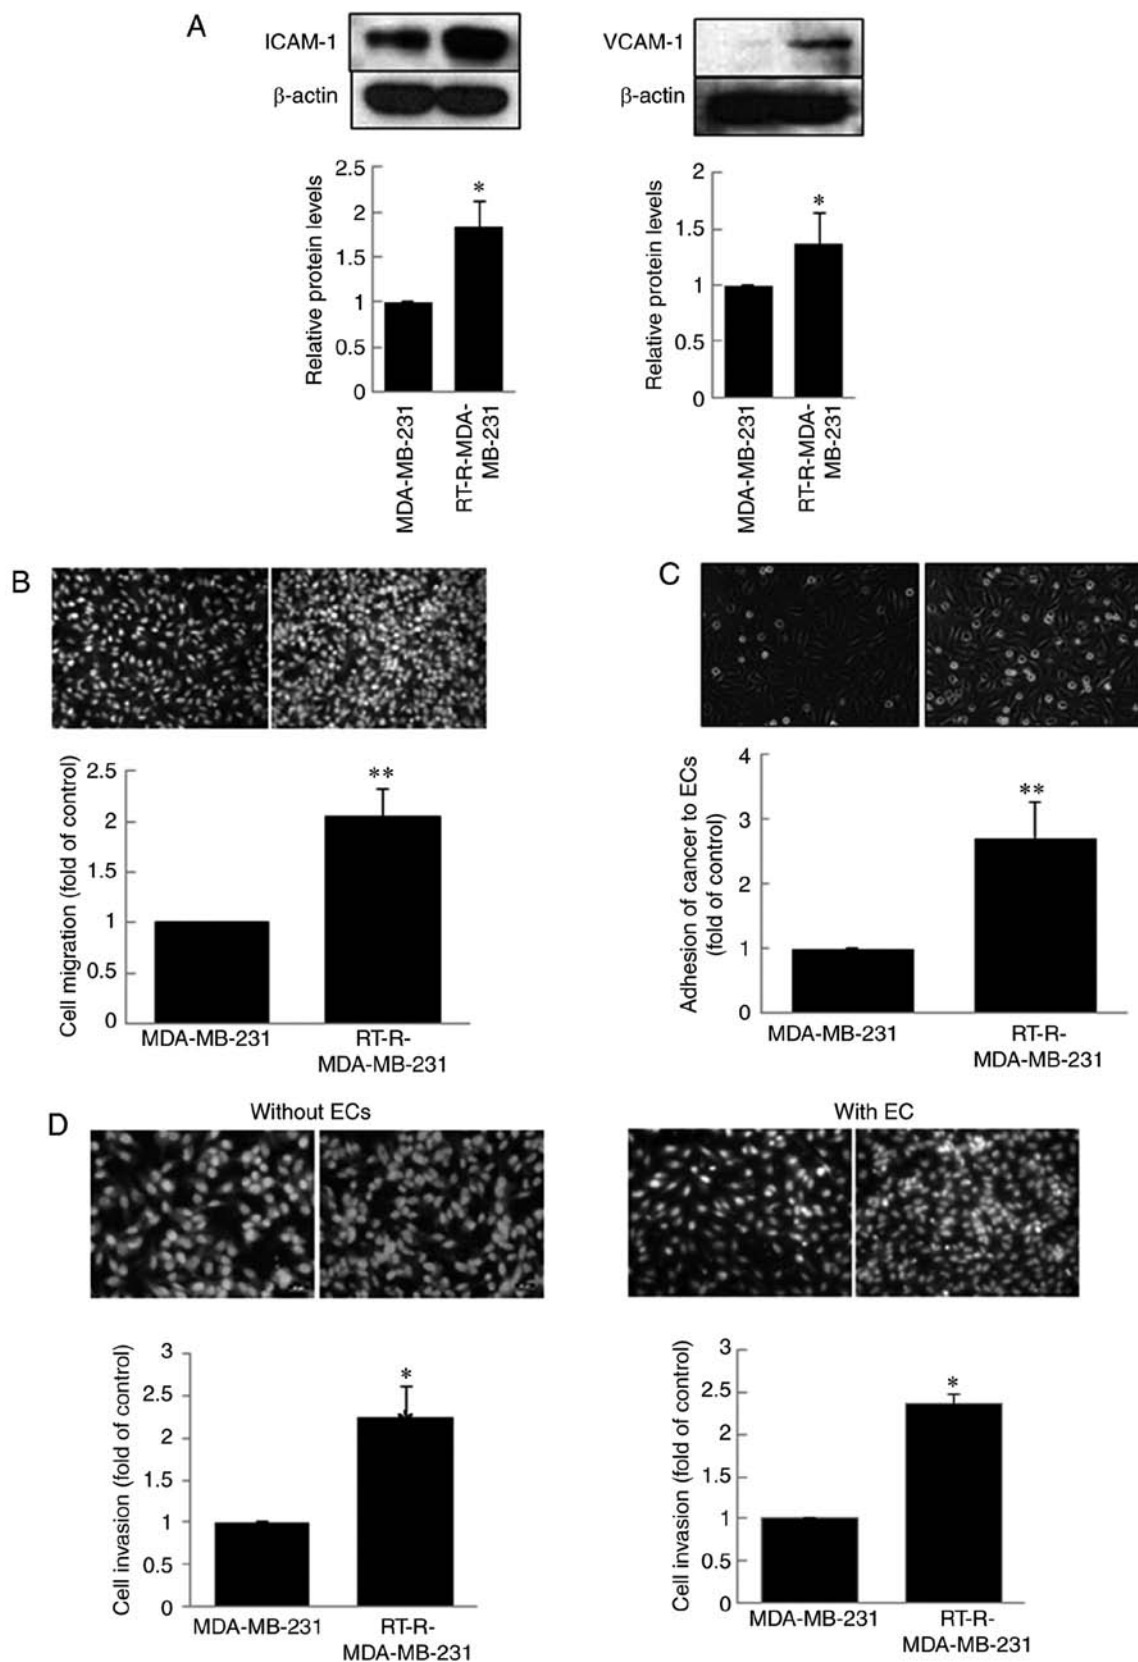 A
ICAM-1
β-actin
VCAM-1
β-actin
Relative protein levels
2.5
2
1.5
1
0.5
0
*
MDA-MB-231
RT-R-MDA-
MB-231
Relative protein levels
2
1.5
1
0.5
0
*
MDA-MB-231
RT-R-MDA-
MB-231
B
Cell migration (fold of control)
2.5
2
1.5
1
0.5
0
**
MDA-MB-231
RT-R-
MDA-MB-231
C
Adhesion of cancer to ECs
(fold of control)
4
3
2
1
0
**
MDA-MB-231
RT-R-
MDA-MB-231
D
Without ECs
Cell invasion (fold of control)
3
2.5
2
1.5
1
0.5
0
*
MDA-MB-231
RT-R-
MDA-MB-231
With EC
Cell invasion (fold of control)
3
2.5
2
1.5
1
0.5
0
*
MDA-MB-231
RT-R-
MDA-MB-231